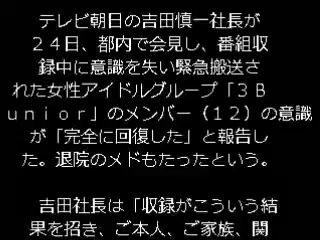 テレビ朝日の吉田慎一社長が
２４日、都内で会見し、番組収
録中に意識を失い緊急搬送さ
れた女性アイドルグループ「３Ｂ
ｕｎｉｏｒ」のメンバー（１２）の意識
が「完全に回復した」と報告し
た。退院のメドもたったという。
吉田社長は「収録がこういう結
果を招き、ご本人、ご家族、関